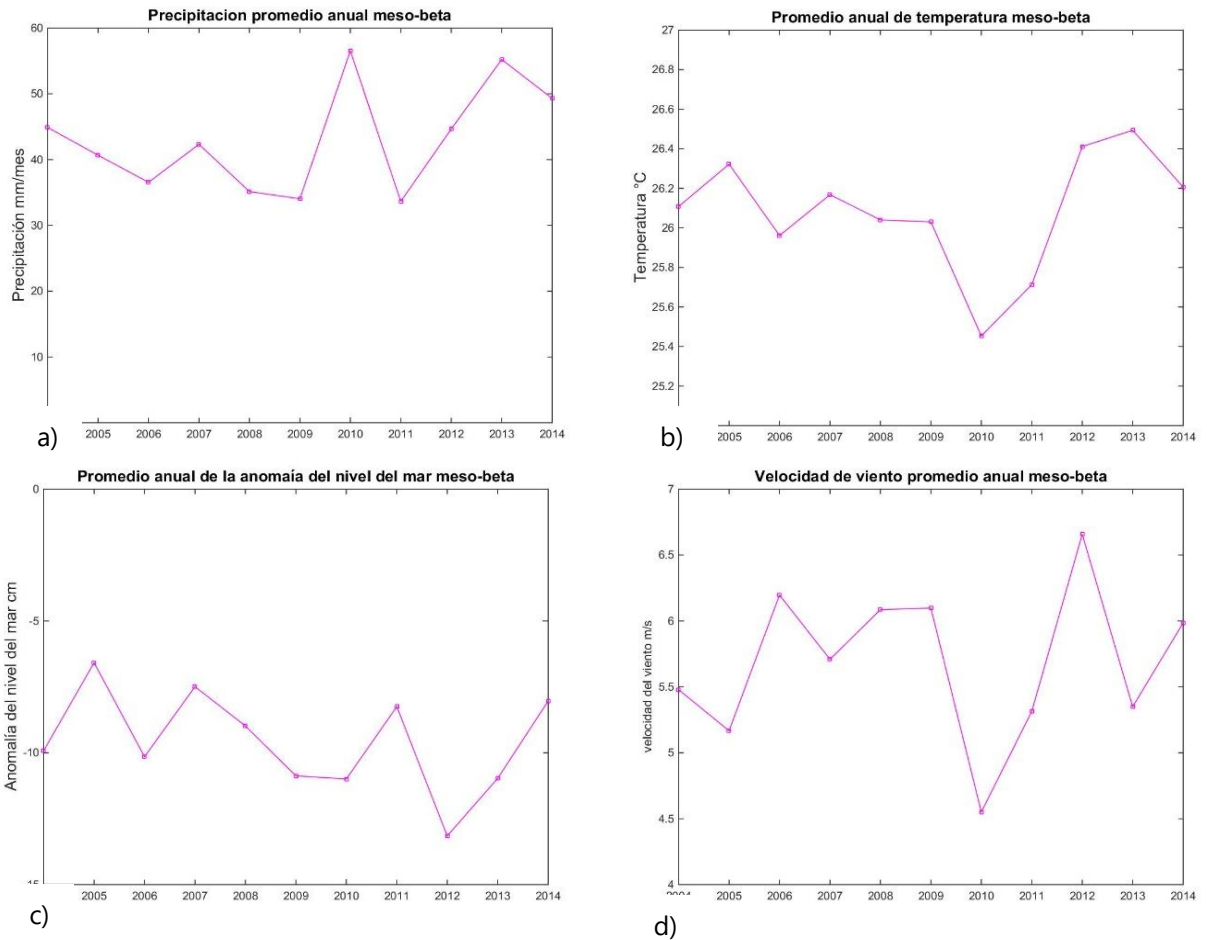 Precipitacion promedio anual meso-beta
60
50
40
30
20
10
Precipitación mm/mes
2005 2006 2007 2008 2009 2010 2011 2012 2013 2014
a)
Promedio anual de temperatura meso-beta
27
26.8
26.6
26.4
26.2
26
25.8
25.6
25.4
25.2
Temperatura °C
2005 2006 2007 2008 2009 2010 2011 2012 2013 2014
b)
Promedio anual de la anomaía del nivel del mar meso-beta
0
-5
-10
Anomalía del nivel del mar cm
2005 2006 2007 2008 2009 2010 2011 2012 2013 2014
c)
Velocidad de viento promedio anual meso-beta
7
6.5
6
5.5
5
4.5
4
velocidad del viento m/s
2005 2006 2007 2008 2009 2010 2011 2012 2013 2014
d)